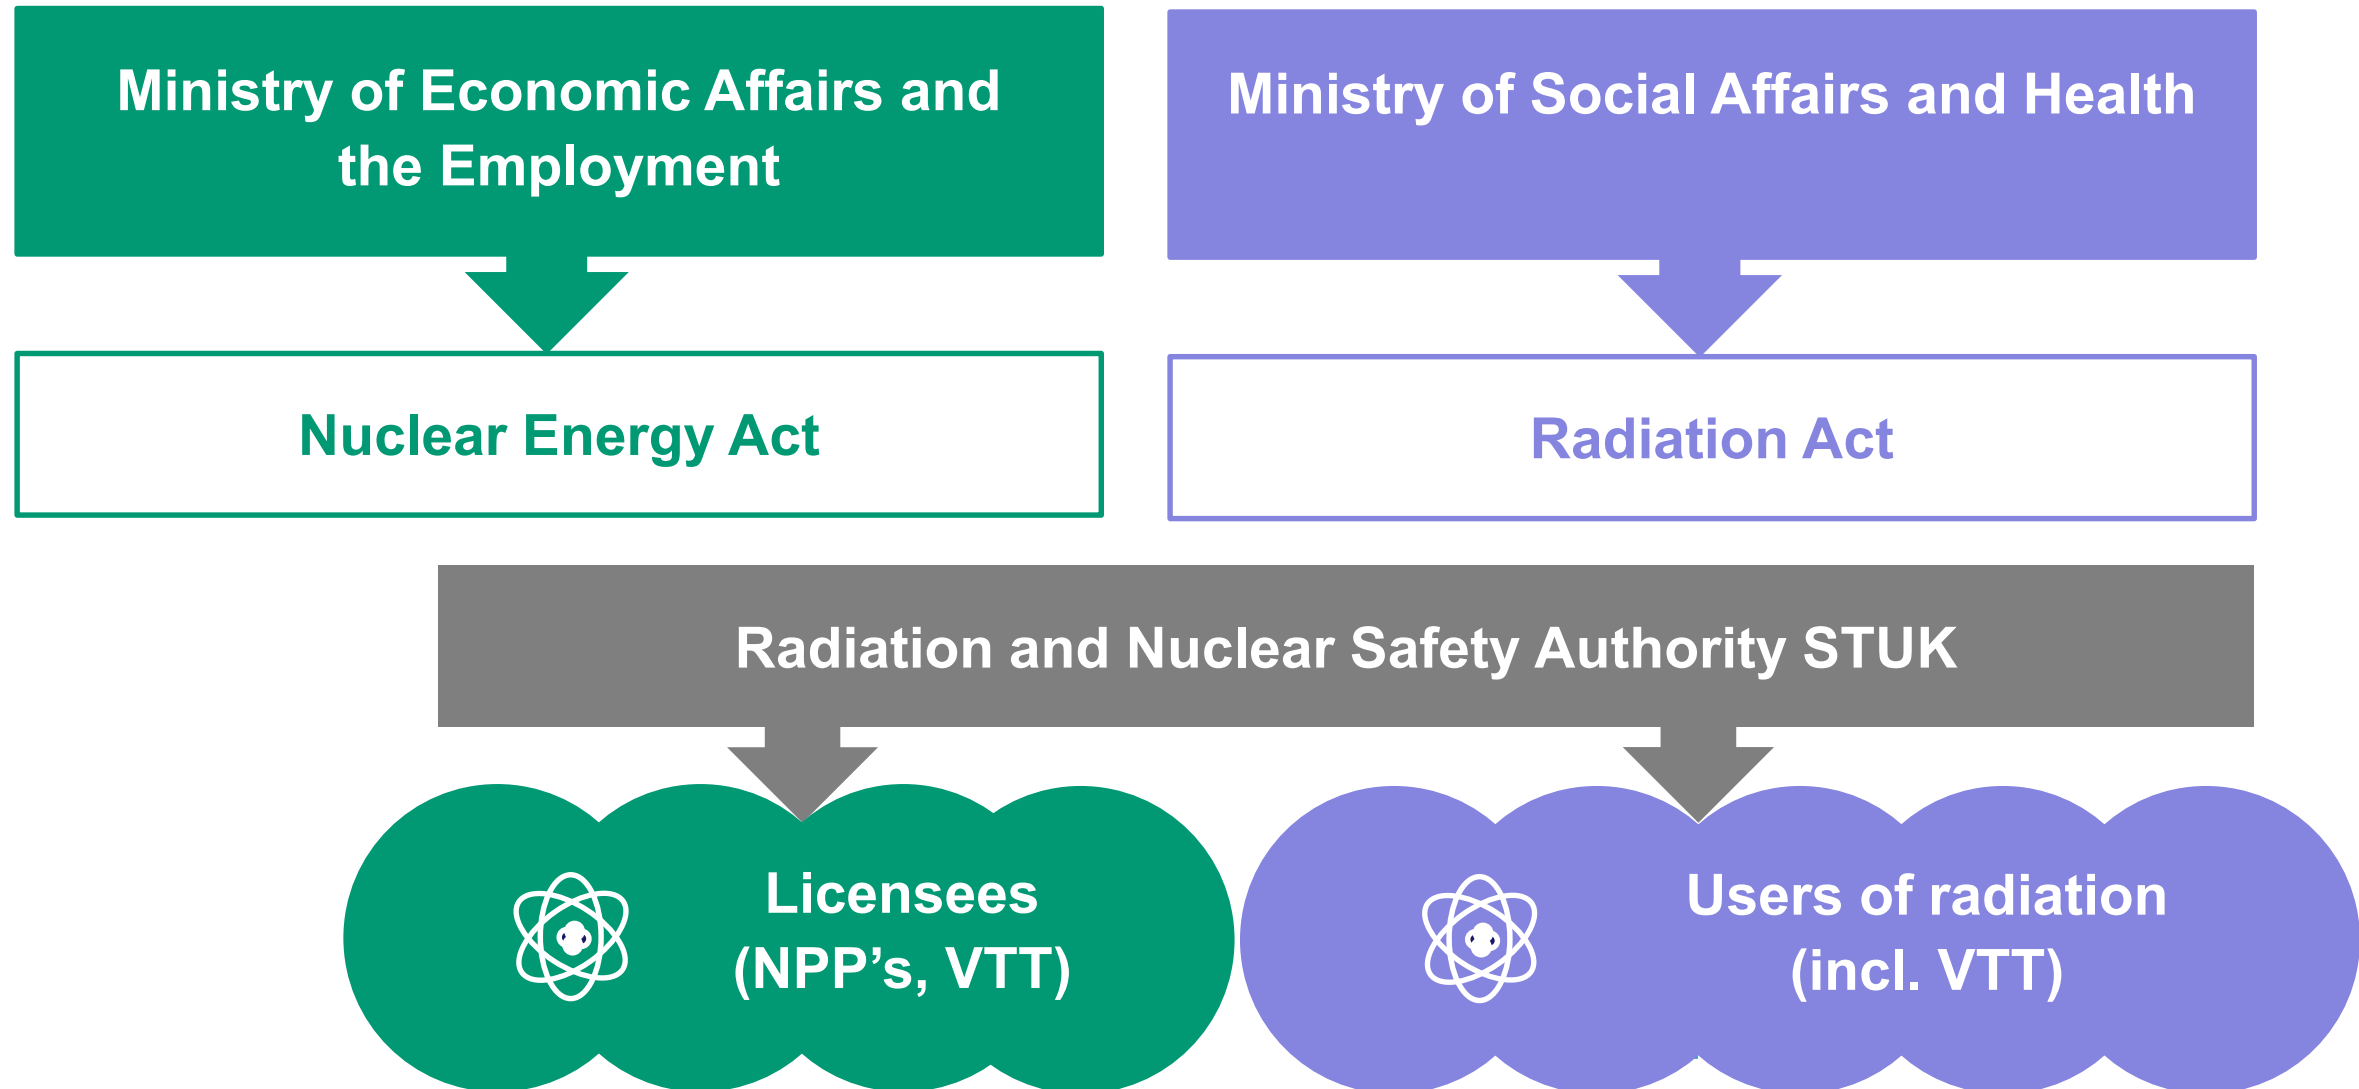 Ministry of Economic Affairs and
the Employment
Ministry of Social Affairs and Health
Nuclear Energy Act
Radiation Act
Radiation and Nuclear Safety Authority STUK
Licensees
(NPP’s, VTT)
Users of radiation
(incl. VTT)